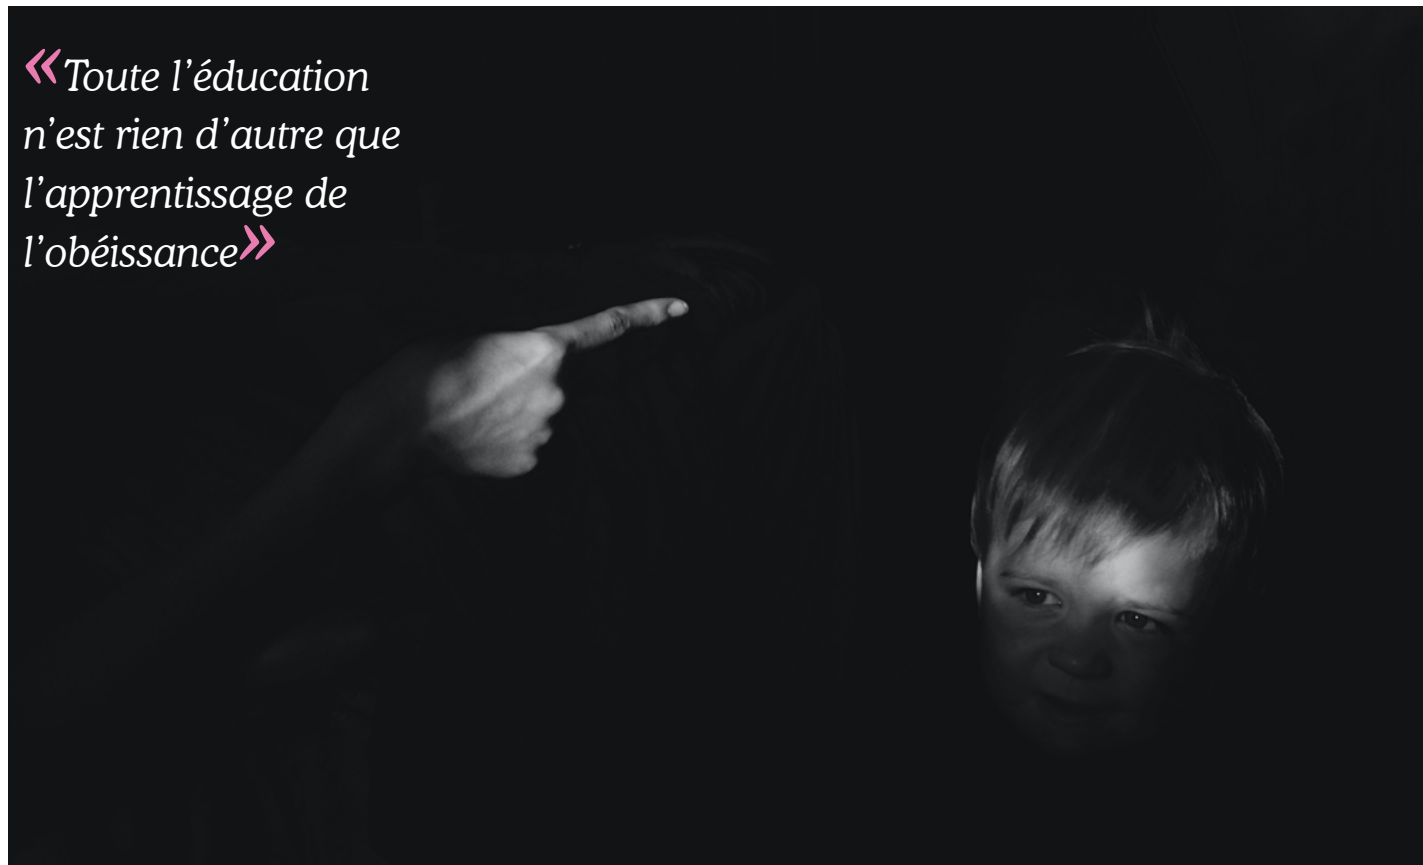 «Toute l’éducation
n’est rien d’autre que
l’apprentissage de
l’obéissance»